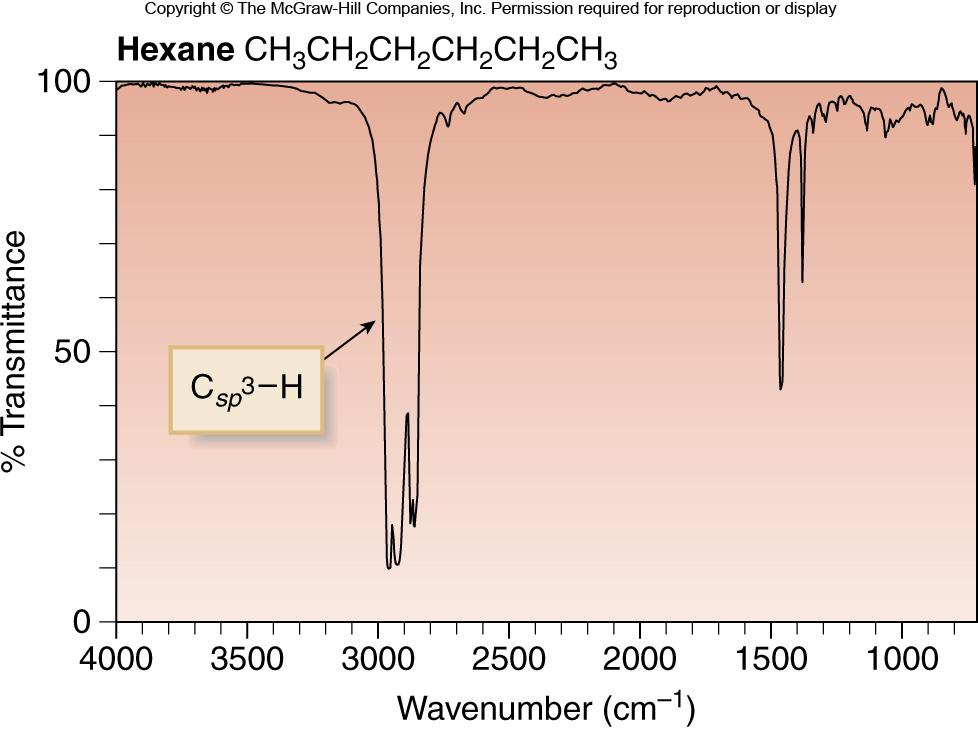 Copyright © The McGraw-Hill Companies, Inc. Permission required for reproduction or display
Hexane CH₃CH₂CH₂CH₂CH₂CH₃
100
50
0
% Transmittance
Csp³–H
4000 3500 3000 2500 2000 1500 1000
Wavenumber (cm⁻¹)